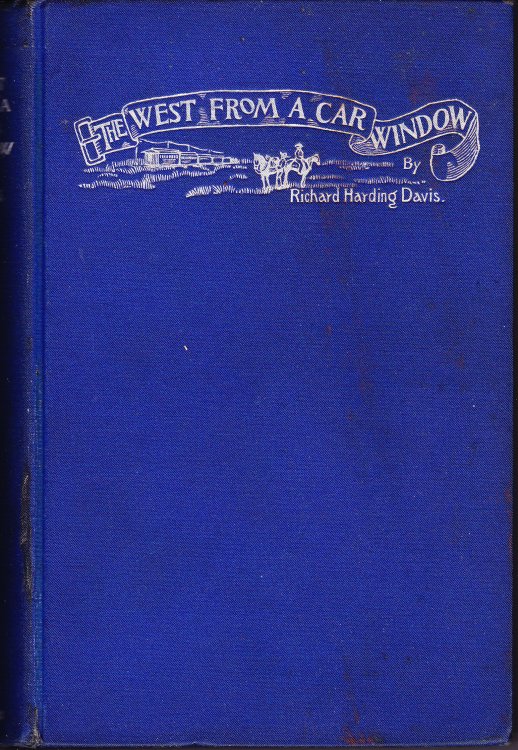 THE WEST FROM A CAR WINDOW
By
Richard Harding Davis.